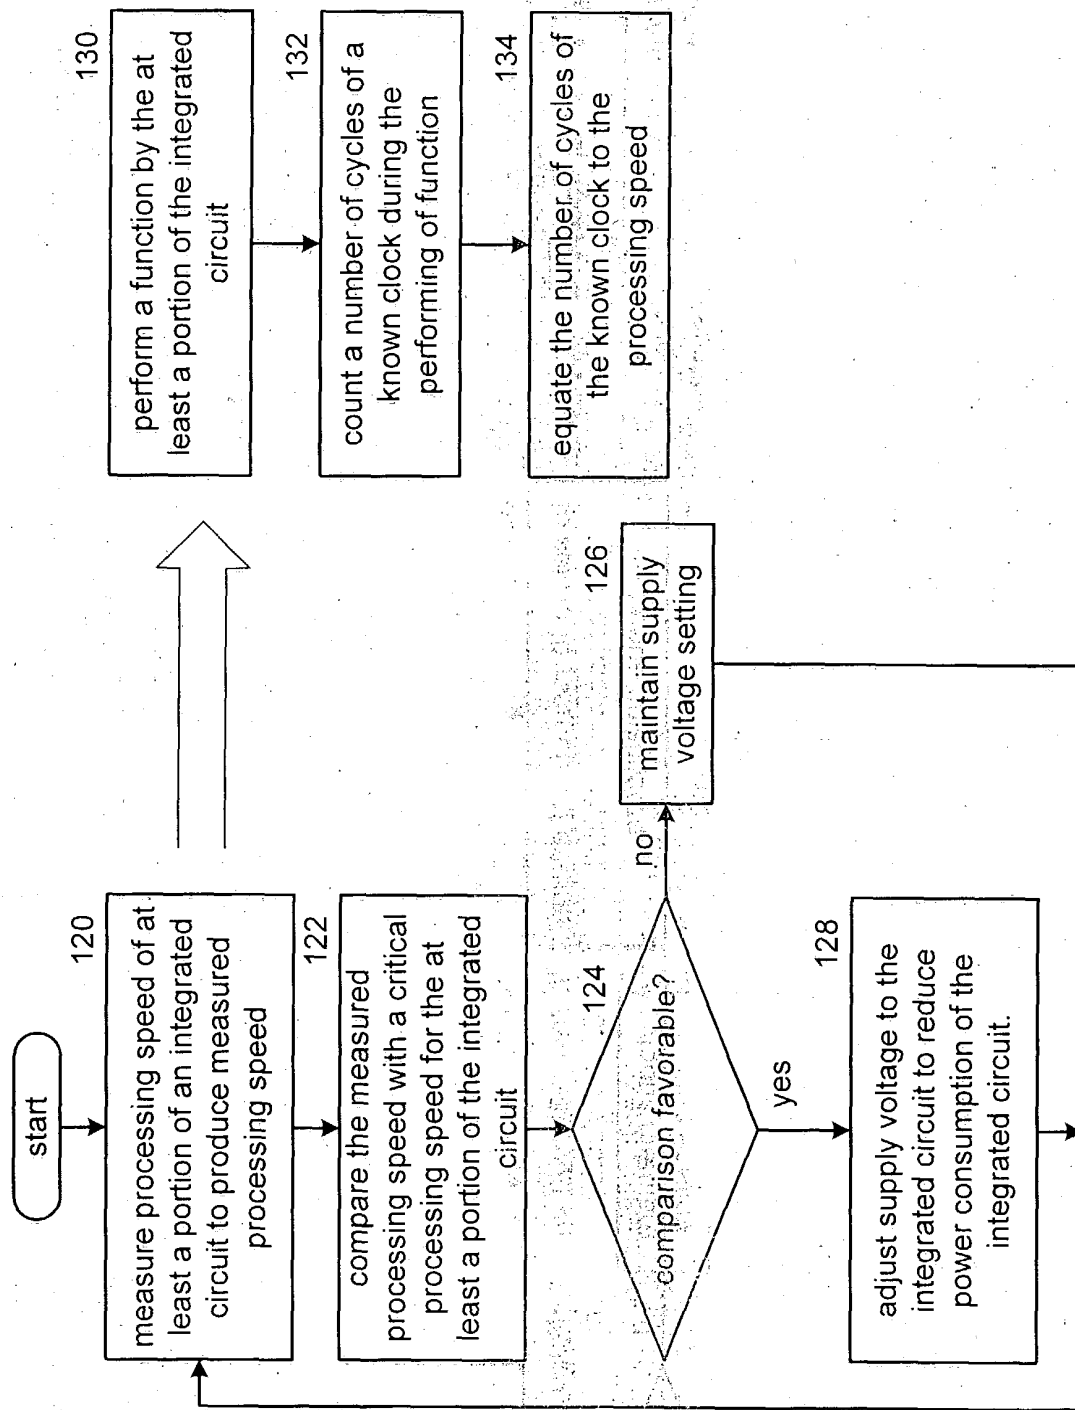 start
120
measure processing speed of at
least a portion of an integrated
circuit to produce measured
processing speed
122
compare the measured
processing speed with a critical
processing speed for the at
least a portion of the integrated
circuit
124
comparison favorable?
no
yes
126
maintain supply
voltage setting
128
adjust supply voltage to the
integrated circuit to reduce
power consumption of the
integrated circuit.
130
perform a function by the at
least a portion of the integrated
circuit
132
count a number of cycles of a
known clock during the
performing of function
134
equate the number of cycles of
the known clock to the
processing speed